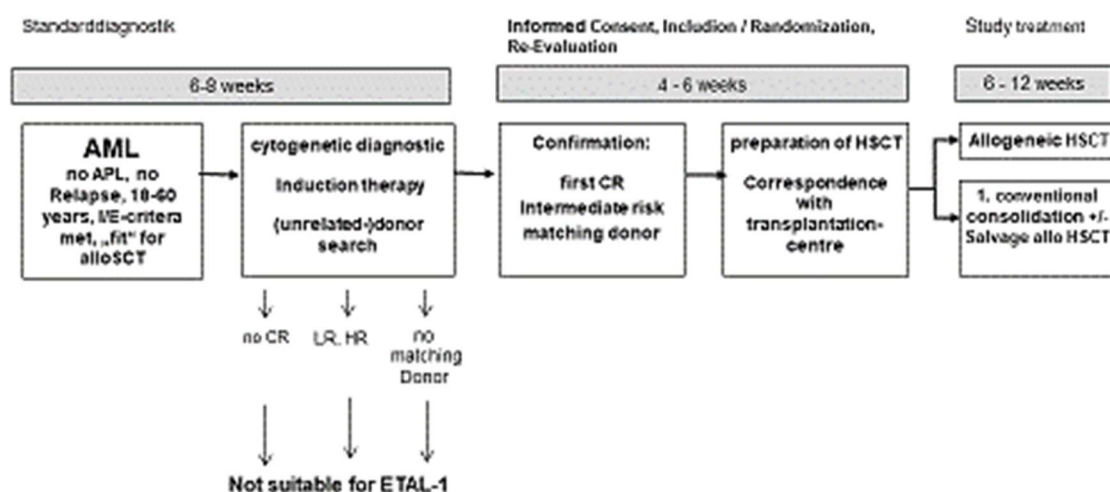 Standarddiagnostik
Informed Consent, Inclusion / Randomization,
Re-Evaluation
Study treatment
6-8 weeks
4 - 6 weeks
6 - 12 weeks
AML
no APL, no
Relapse, 18-60
years, I/E-critera
met, „fit“ for
alloSCT
cytogenetic diagnostic
Induction therapy
(unrelated-)donor
search
Confirmation:
first CR
Intermediate risk
matching donor
preparation of HSCT
Correspondence
with
transplantation-
centre
Allogeneic HSCT
1. conventional
consolidation +/-
Salvage allo HSCT
no CR
LR, HR
no
matching
Donor
Not suitable for ETAL-1